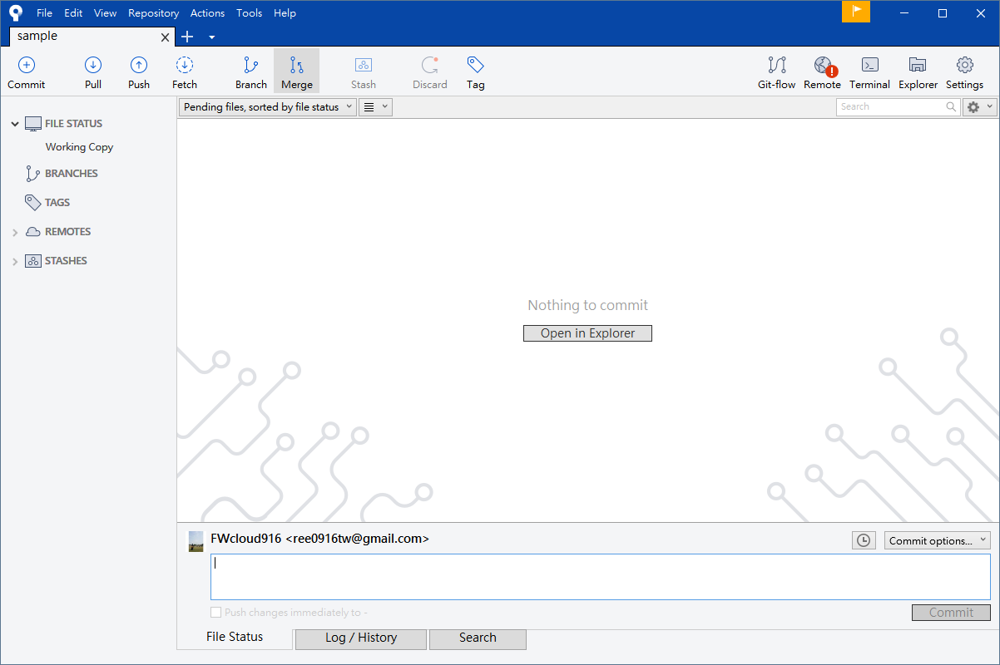 File Edit View Repository Actions Tools Help
sample
Commit Pull Push Fetch Branch Merge Stash Discard Tag Git-flow Remote Terminal Explorer Settings
Pending files, sorted by file status Search
FILE STATUS
Working Copy
BRANCHES
TAGS
REMOTES
STASHES
Nothing to commit
Open in Explorer
FWcloud916 <ree0916tw@gmail.com> Commit options...
Push changes immediately to - Commit
File Status Log / History Search